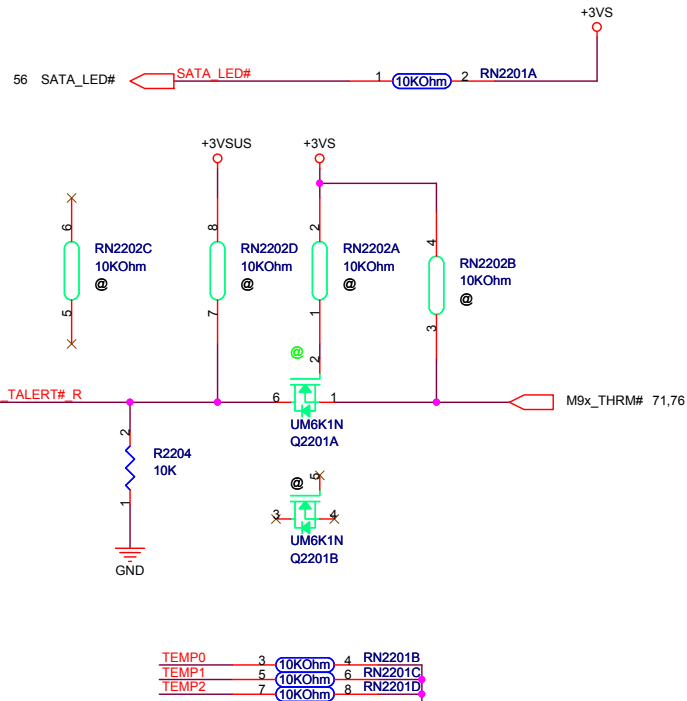 +3VS
56 SATA_LED# SATA_LED# 1 10KOhm 2 RN2201A
+3VSUS +3VS
6 8 2 4
RN2202C RN2202D RN2202A RN2202B
10KOhm 10KOhm 10KOhm 10KOhm
@ @ @ @
5 7 1 3
@ 2
_TALERT#_R 6 1 M9x_THRM# 71,76
UM6K1N
Q2201A
2 R2204
10K
1
@ 5
3 4
UM6K1N
Q2201B
GND
TEMP0 3 10KOhm 4 RN2201B
TEMP1 5 10KOhm 6 RN2201C
TEMP2 7 10KOhm 8 RN2201D